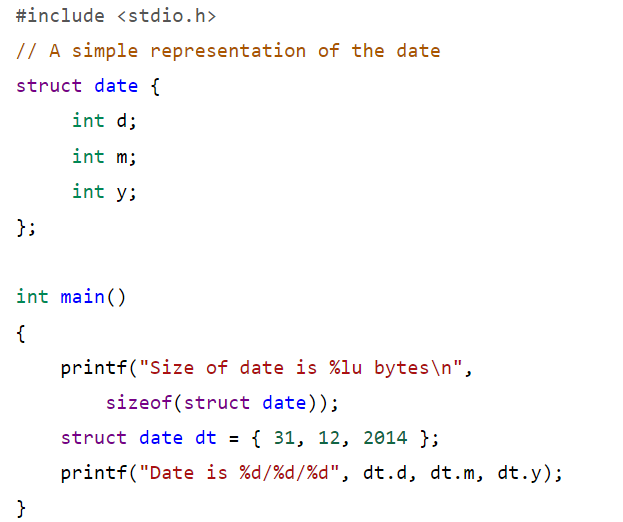 #include <stdio.h>
// A simple representation of the date
struct date {
     int d;
     int m;
     int y;
};

int main()
{
    printf("Size of date is %lu bytes\n",
        sizeof(struct date));
    struct date dt = { 31, 12, 2014 };
    printf("Date is %d/%d/%d", dt.d, dt.m, dt.y);
}